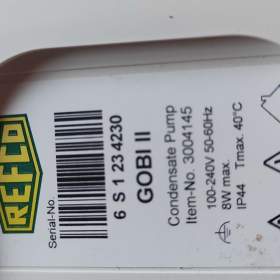 REFCO
Serial-No
6 S 1 23 4230
GOBI II
Condensate Pump
Item-No. 3004145
100-240V 50-60Hz
8W max.
IP44 Tmax. 40°C